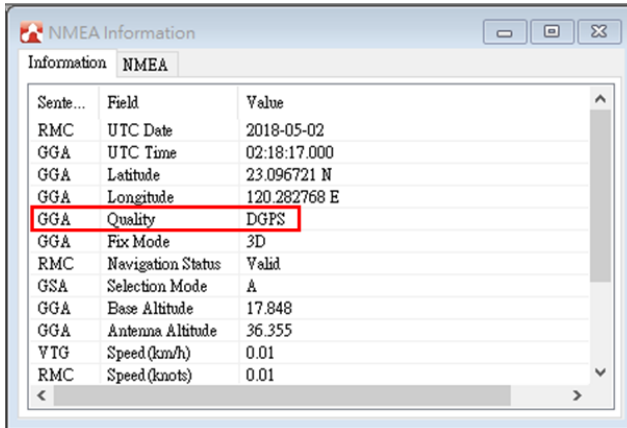 NMEA Information
Information NMEA
Sente... Field Value
RMC UTC Date 2018-05-02
GGA UTC Time 02:18:17.000
GGA Latitude 23.096721 N
GGA Longitude 120.282768 E
GGA Quality DGPS
GGA Fix Mode 3D
RMC Navigation Status Valid
GSA Selection Mode A
GGA Base Altitude 17.848
GGA Antenna Altitude 36.355
VTG Speed(km/h) 0.01
RMC Speed(knots) 0.01